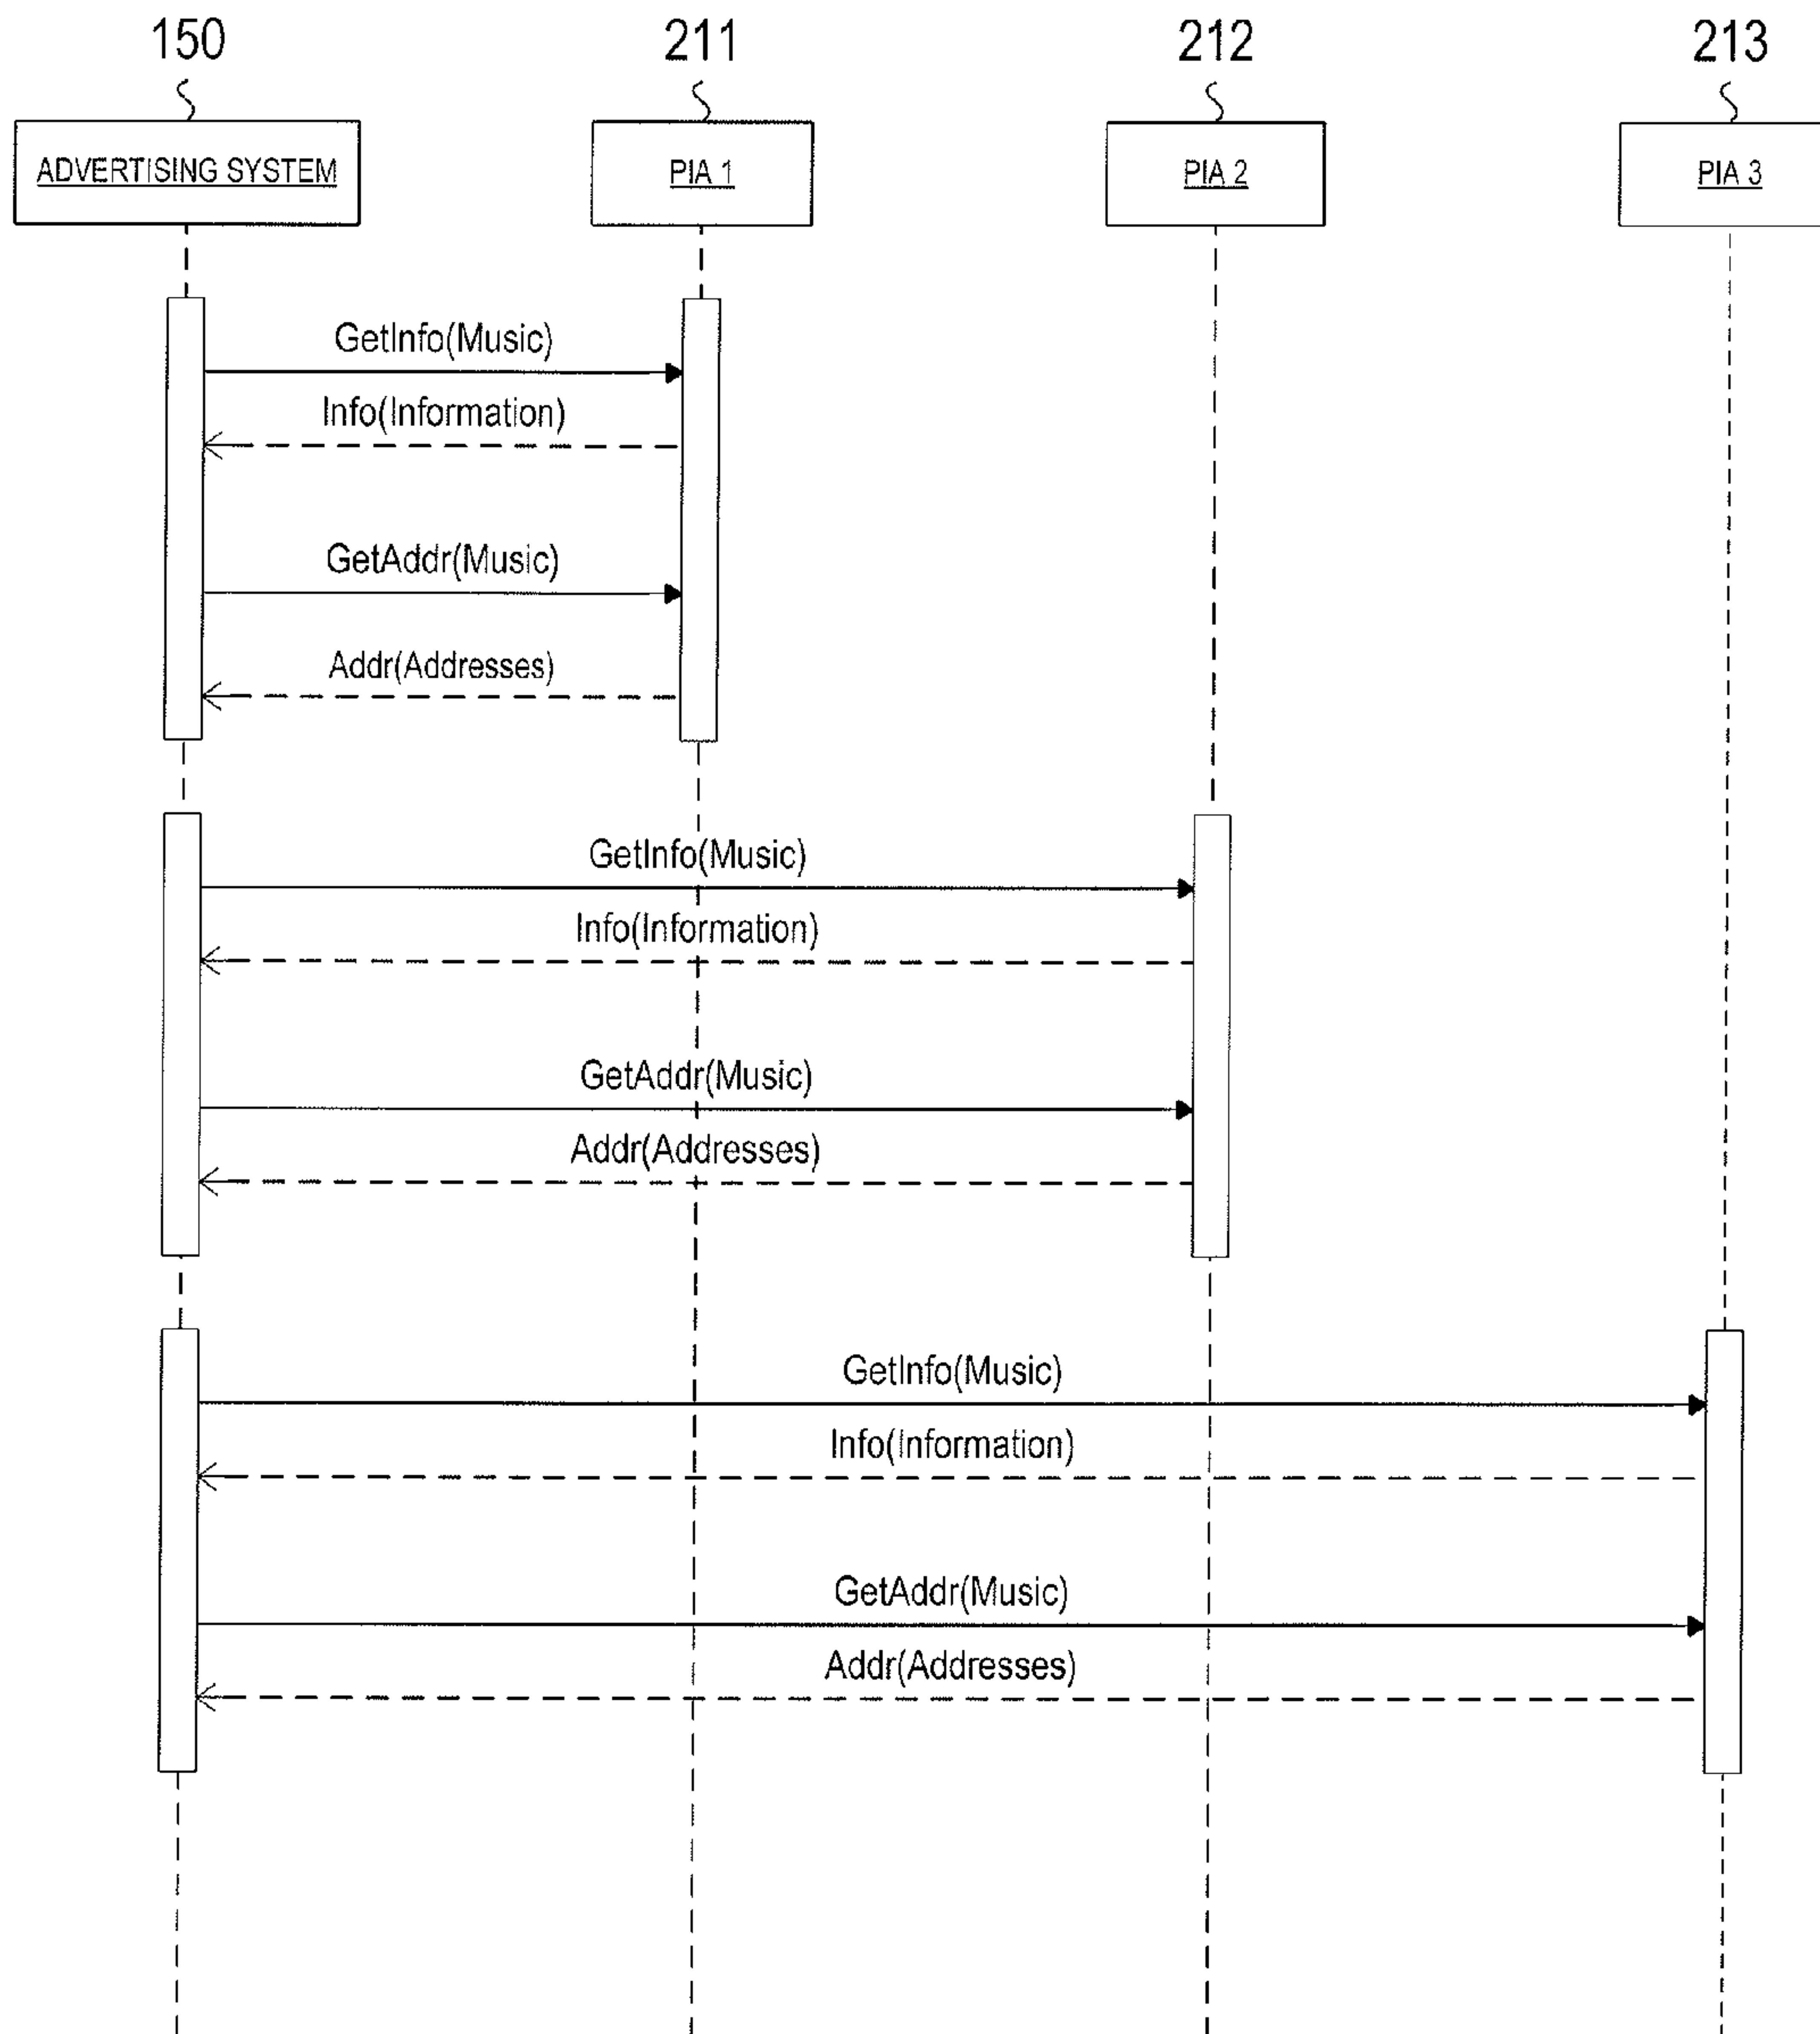 150 211 212 213
ADVERTISING SYSTEM PIA 1 PIA 2 PIA 3
GetInfo(Music)
Info(Information)
GetAddr(Music)
Addr(Addresses)
GetInfo(Music)
Info(Information)
GetAddr(Music)
Addr(Addresses)
GetInfo(Music)
Info(Information)
GetAddr(Music)
Addr(Addresses)